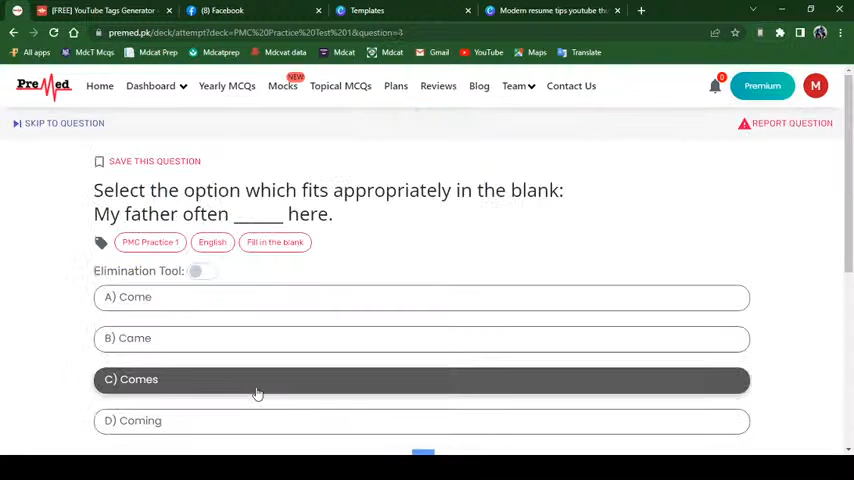 [FREE] YouTube Tags Generator
(8) Facebook
Templates
Modern resume tips youtube thu
premed.pk/deck/attempt?deck=PMC%20Practice%20Test%201&question=3
All apps
MdcT Mcqs
Mdcat Prep
Mdcatprep
Mdcat data
Mdcat
Mdcat
Gmail
YouTube
Maps
Translate
PreMed
Home
Dashboard
Yearly MCQs
NEW
Mocks
Topical MCQs
Plans
Reviews
Blog
Team
Contact Us
0
Premium
M
SKIP TO QUESTION
REPORT QUESTION
SAVE THIS QUESTION
Select the option which fits appropriately in the blank:
My father often ______ here.
PMC Practice 1
English
Fill in the blank
Elimination Tool:
A) Come
B) Came
C) Comes
D) Coming